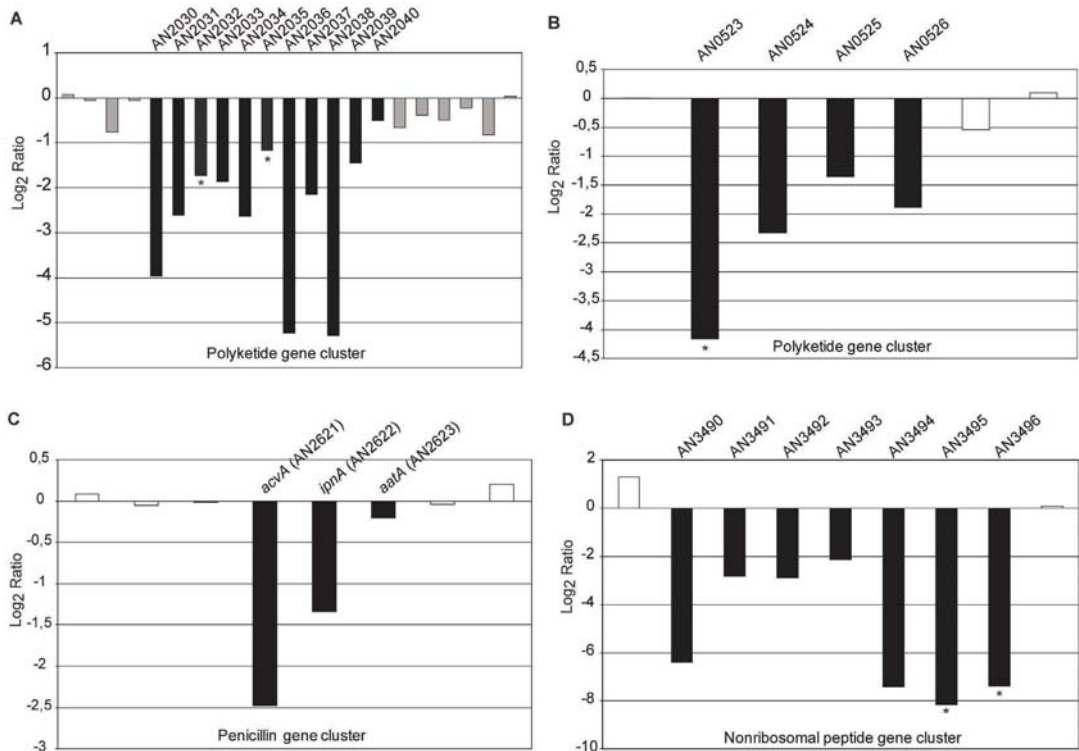 A
AN2030
AN2031
AN2032
AN2033
AN2034
AN2035
AN2036
AN2037
AN2038
AN2039
AN2040
1
0
-1
-2
-3
-4
-5
-6
Log2 Ratio
*
*
Polyketide gene cluster
B
AN0523
AN0524
AN0525
AN0526
0,5
0
-0,5
-1
-1,5
-2
-2,5
-3
-3,5
-4
-4,5
Log2 Ratio
*
Polyketide gene cluster
C
acvA (AN2621)
ipnA (AN2622)
aatA (AN2623)
0,5
0
-0,5
-1
-1,5
-2
-2,5
-3
Log2 Ratio
Penicillin gene cluster
D
AN3490
AN3491
AN3492
AN3493
AN3494
AN3495
AN3496
2
0
-2
-4
-6
-8
-10
Log2 Ratio
*
*
Nonribosomal peptide gene cluster